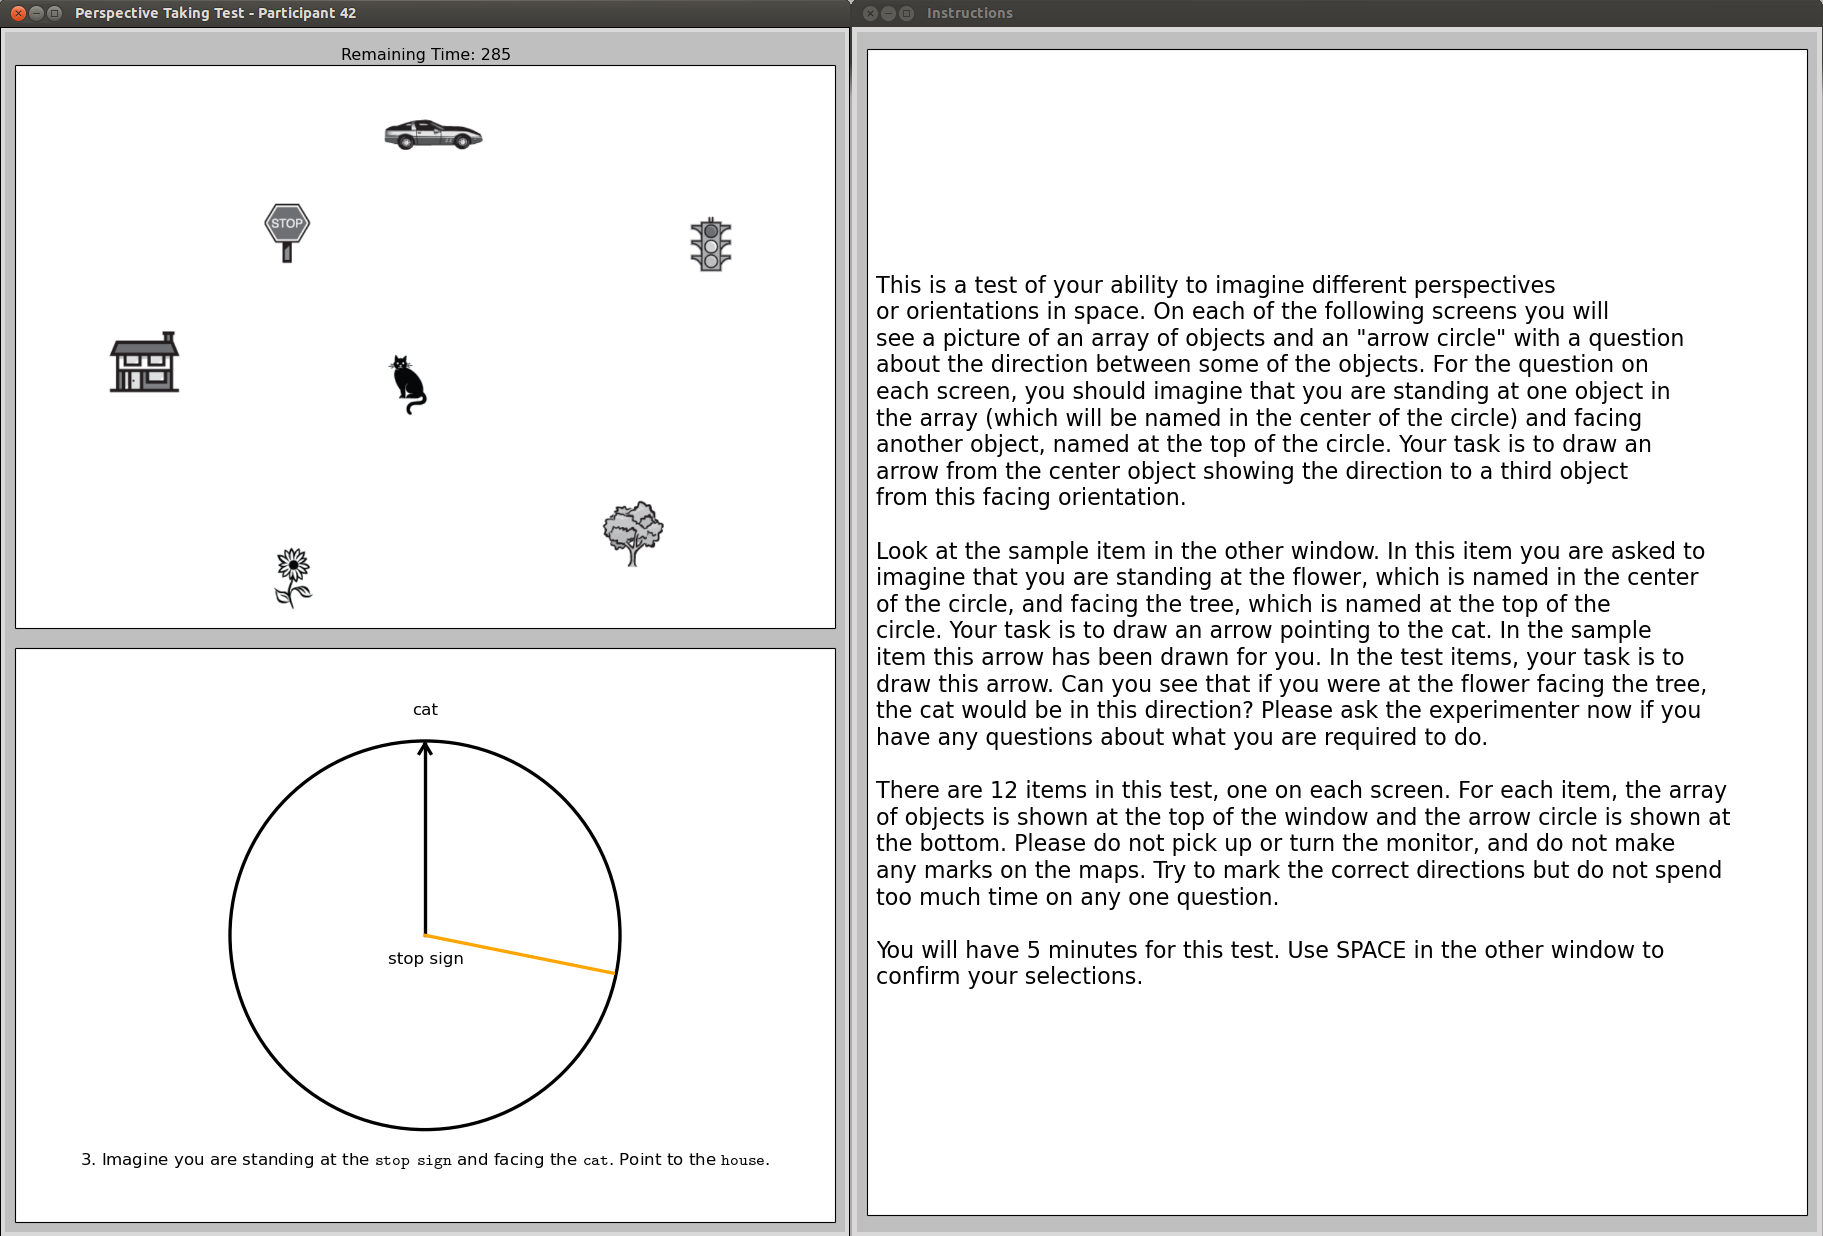 Perspective Taking Test - Participant 42
Remaining Time: 285
STOP
cat
stop sign
3. Imagine you are standing at the stop sign and facing the cat. Point to the house.
Instructions
This is a test of your ability to imagine different perspectives
or orientations in space. On each of the following screens you will
see a picture of an array of objects and an "arrow circle" with a question
about the direction between some of the objects. For the question on
each screen, you should imagine that you are standing at one object in
the array (which will be named in the center of the circle) and facing
another object, named at the top of the circle. Your task is to draw an
arrow from the center object showing the direction to a third object
from this facing orientation.
Look at the sample item in the other window. In this item you are asked to
imagine that you are standing at the flower, which is named in the center
of the circle, and facing the tree, which is named at the top of the
circle. Your task is to draw an arrow pointing to the cat. In the sample
item this arrow has been drawn for you. In the test items, your task is to
draw this arrow. Can you see that if you were at the flower facing the tree,
the cat would be in this direction? Please ask the experimenter now if you
have any questions about what you are required to do.
There are 12 items in this test, one on each screen. For each item, the array
of objects is shown at the top of the window and the arrow circle is shown at
the bottom. Please do not pick up or turn the monitor, and do not make
any marks on the maps. Try to mark the correct directions but do not spend
too much time on any one question.
You will have 5 minutes for this test. Use SPACE in the other window to
confirm your selections.